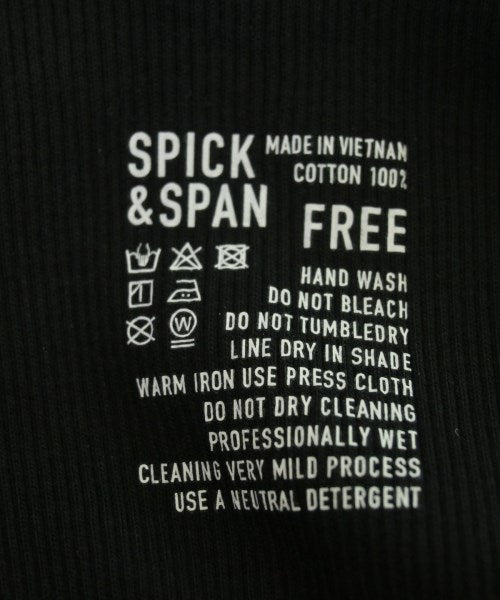 SPICK
&SPAN
MADE IN VIETNAM
COTTON 100%
FREE
W
HAND WASH
DO NOT BLEACH
DO NOT TUMBLEDRY
LINE DRY IN SHADE
WARM IRON USE PRESS CLOTH
DO NOT DRY CLEANING
PROFESSIONALLY WET
CLEANING VERY MILD PROCESS
USE A NEUTRAL DETERGENT